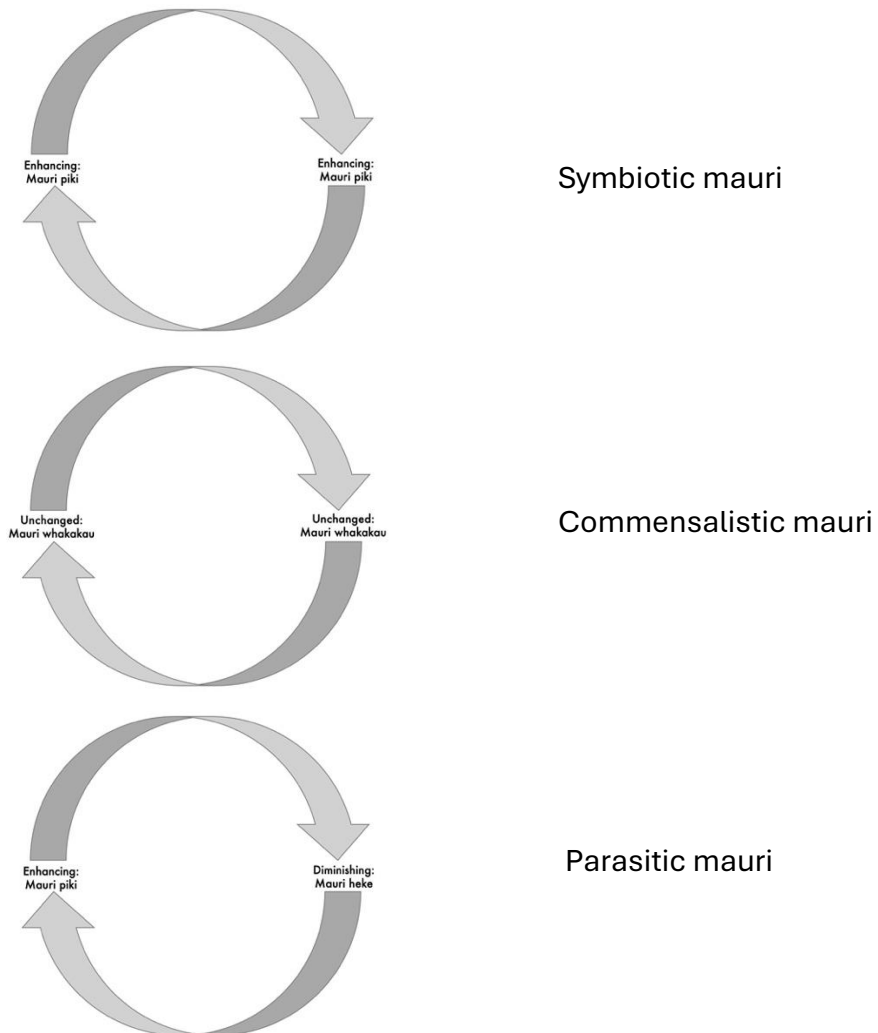 Enhancing:
Mauri piki
Enhancing:
Mauri piki
Symbiotic mauri
Unchanged:
Mauri whakakau
Unchanged:
Mauri whakakau
Commensalistic mauri
Enhancing:
Mauri piki
Diminishing:
Mauri heke
Parasitic mauri